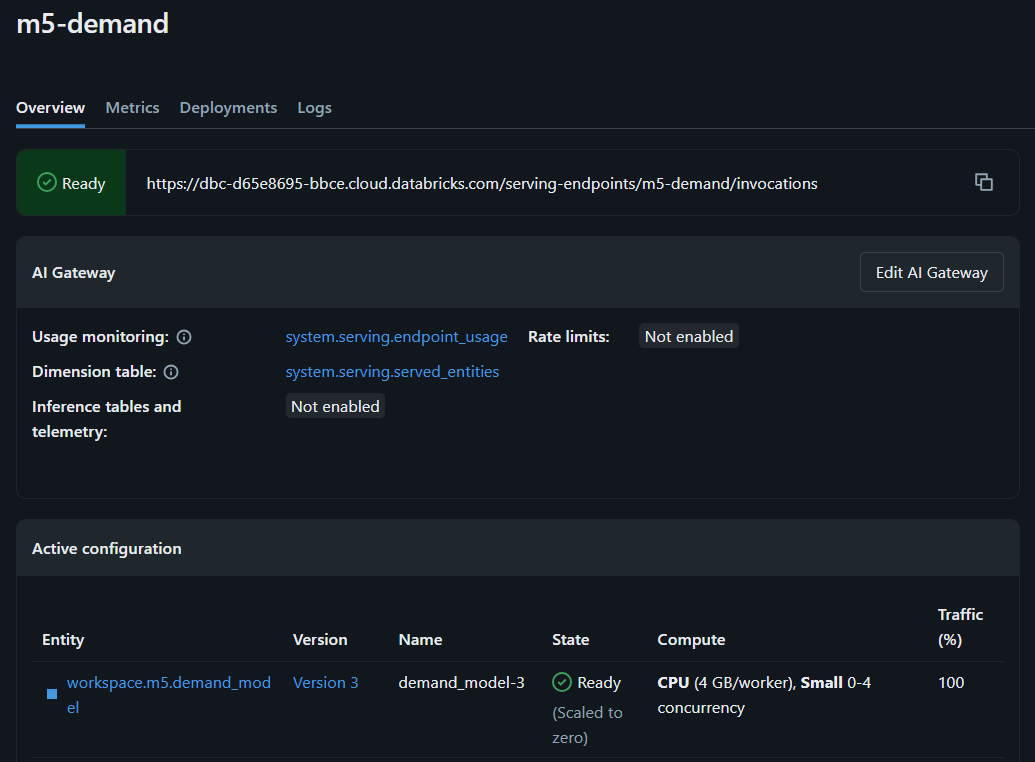 m5-demand
Overview Metrics Deployments Logs
Ready https://dbc-d65e8695-bbce.cloud.databricks.com/serving-endpoints/m5-demand/invocations
AI Gateway Edit AI Gateway
Usage monitoring: system.serving.endpoint_usage Rate limits: Not enabled
Dimension table: system.serving.served_entities
Inference tables and Not enabled
telemetry:
Active configuration
Traffic
Entity Version Name State Compute (%)
workspace.m5.demand_mod Version 3 demand_model-3 Ready CPU (4 GB/worker), Small 0-4 100
el (Scaled to concurrency
zero)